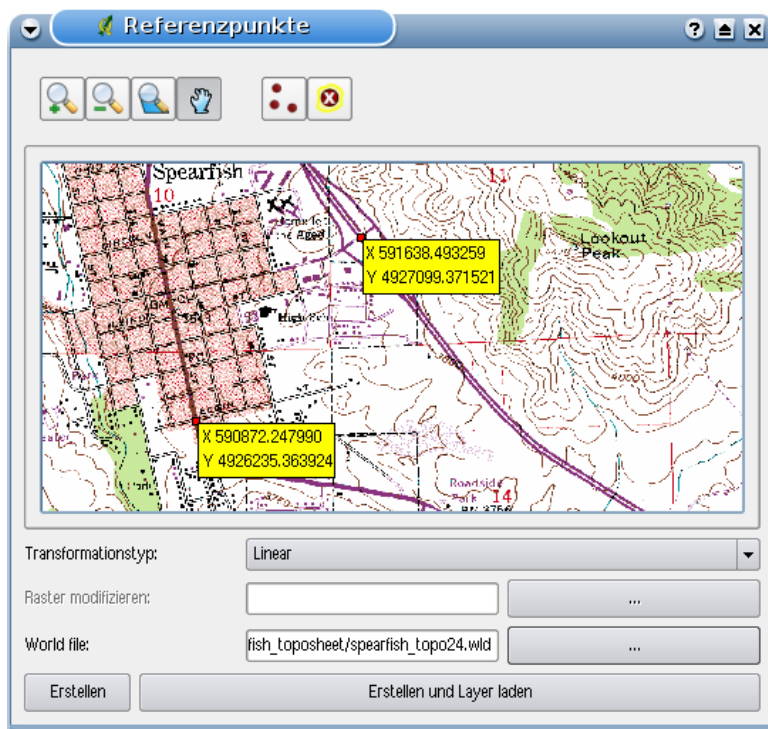 Referenzpunkte
Spearfish
10
11
Lookout
Peak
X 591638.493259
Y 4927099.371521
4000
X 590872.247990
Y 4926235.363924
Roadside
Park
14
Transformationstyp:
Linear
Raster modifizieren:
...
World file:
fish_toposheet/spearfish_topo24.wld
...
Erstellen
Erstellen und Layer laden